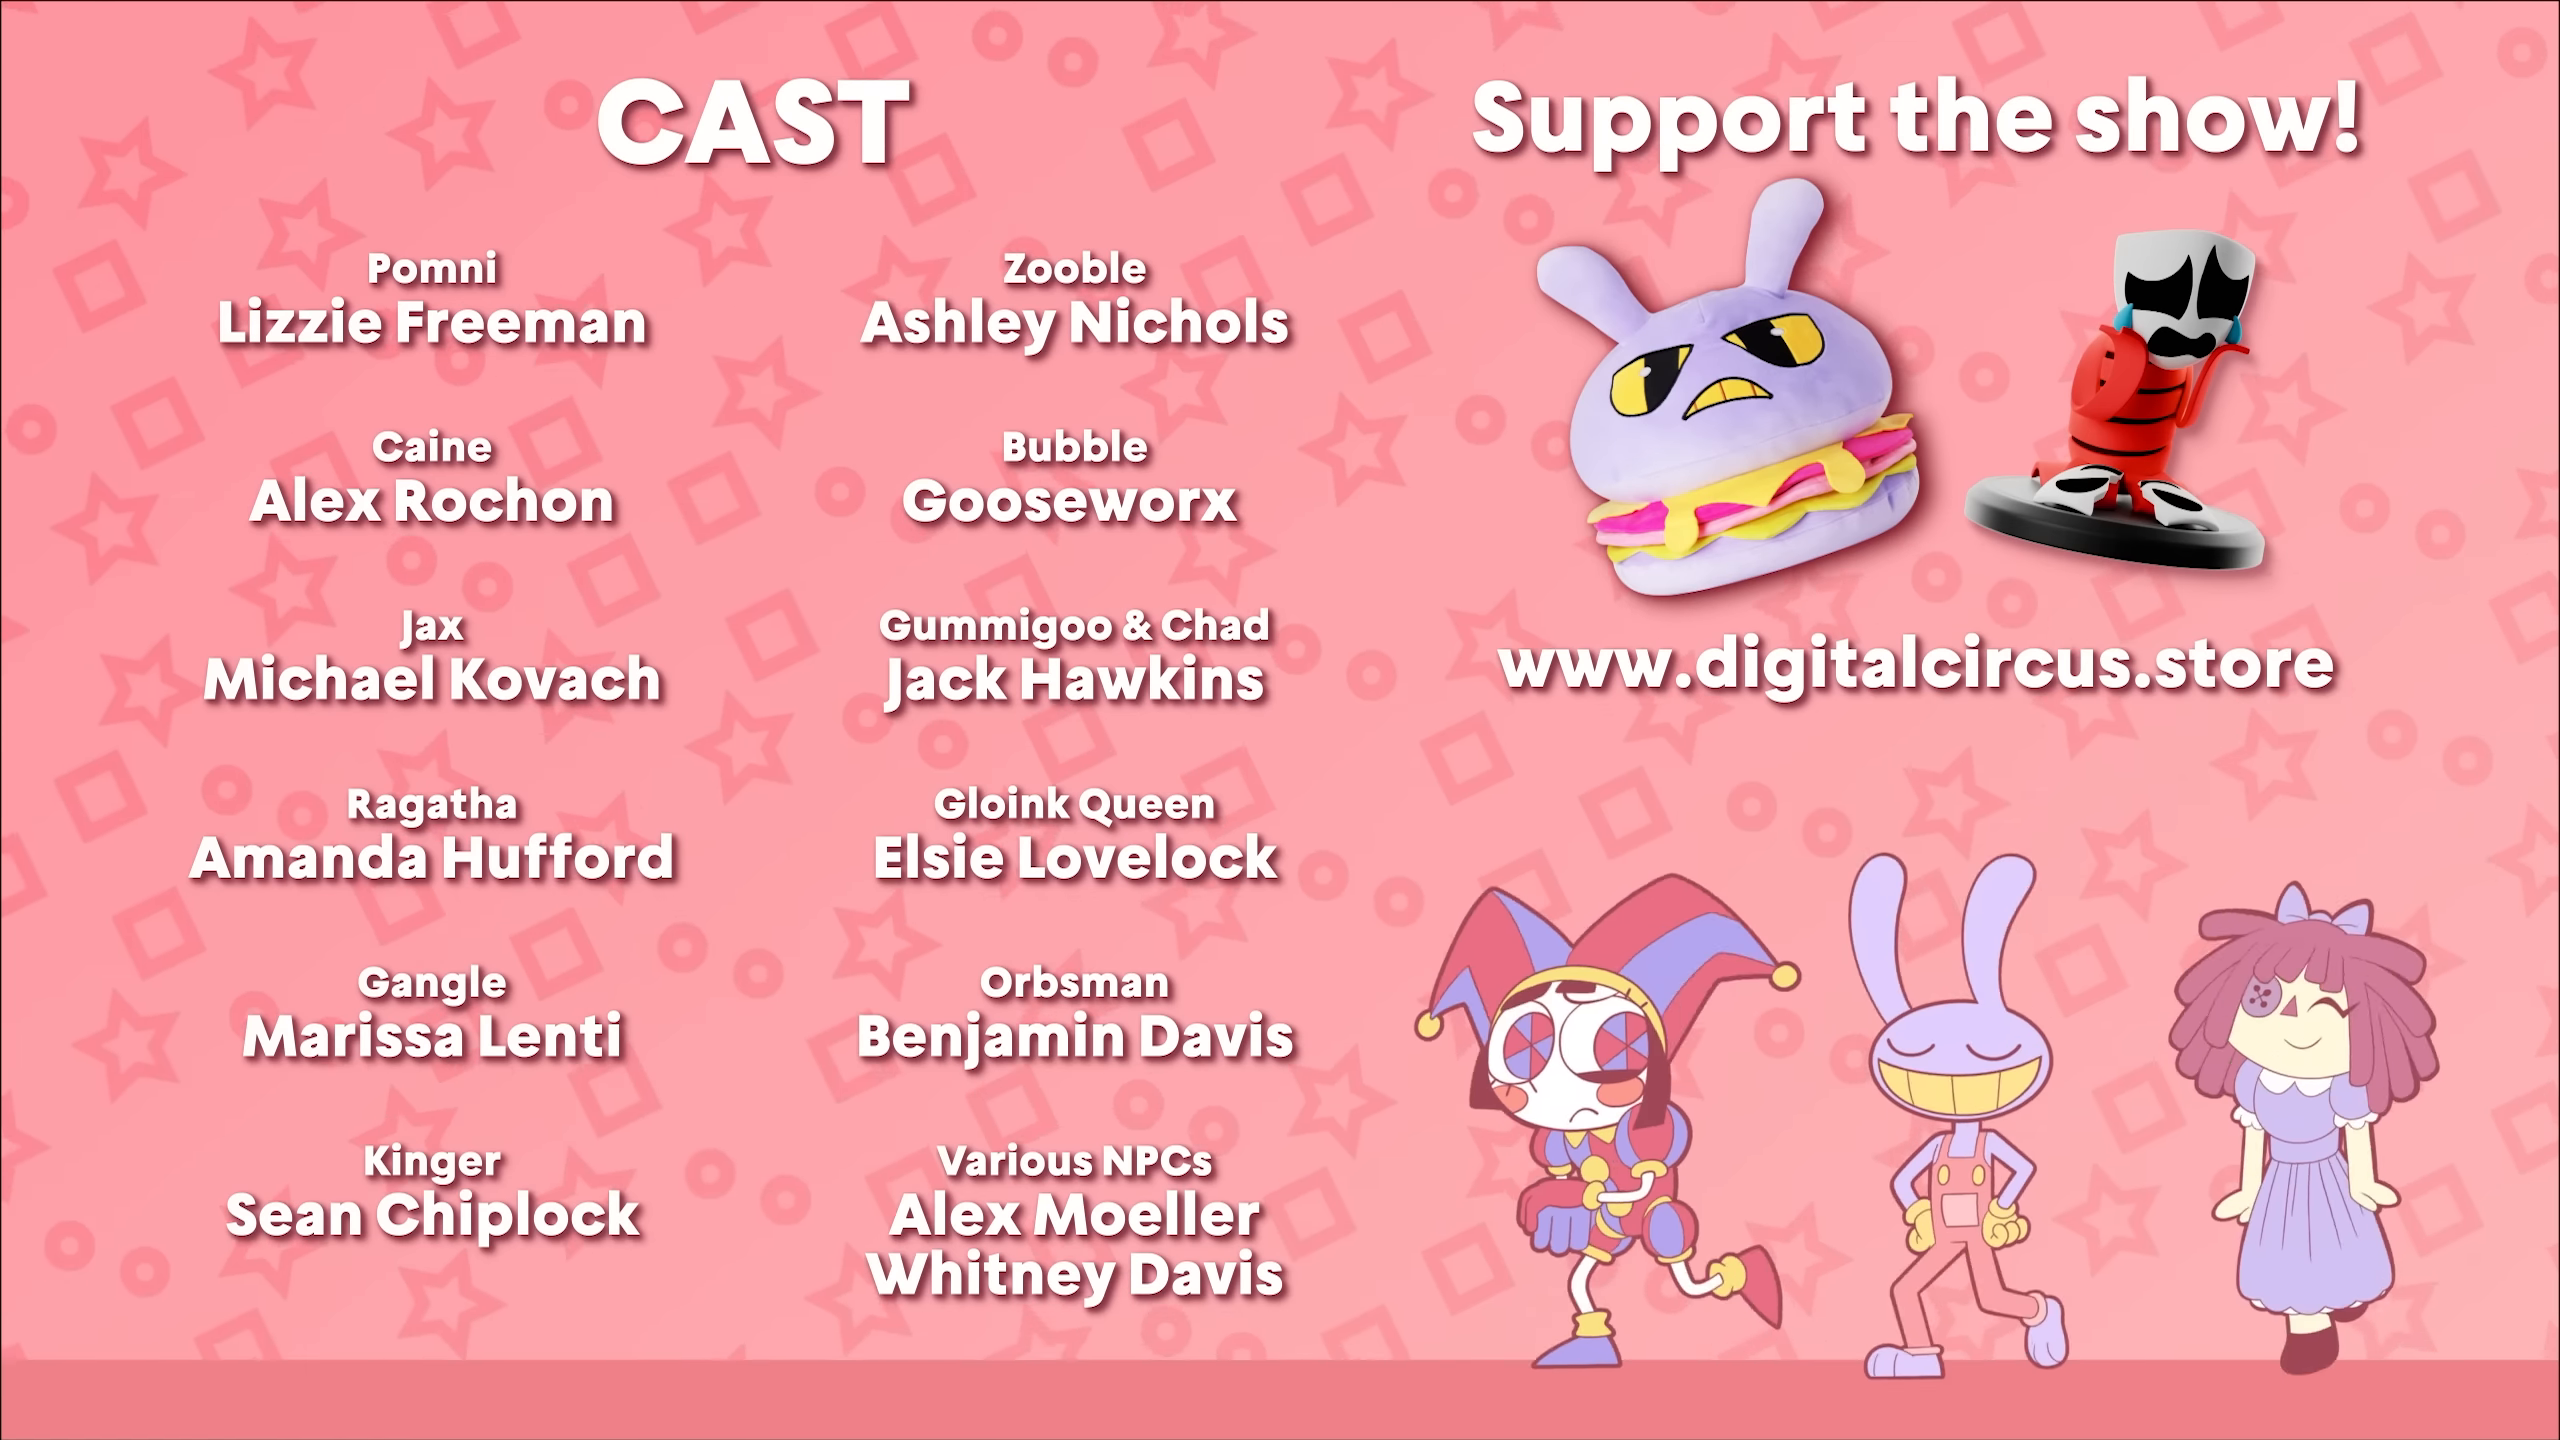 CAST
Pomni
Lizzie Freeman
Caine
Alex Rochon
Jax
Michael Kovach
Ragatha
Amanda Hufford
Gangle
Marissa Lenti
Kinger
Sean Chiplock
Zooble
Ashley Nichols
Bubble
Gooseworx
Gummigoo & Chad
Jack Hawkins
Gloink Queen
Elsie Lovelock
Orbsman
Benjamin Davis
Various NPCs
Alex Moeller
Whitney Davis
Support the show!
www.digitalcircus.store